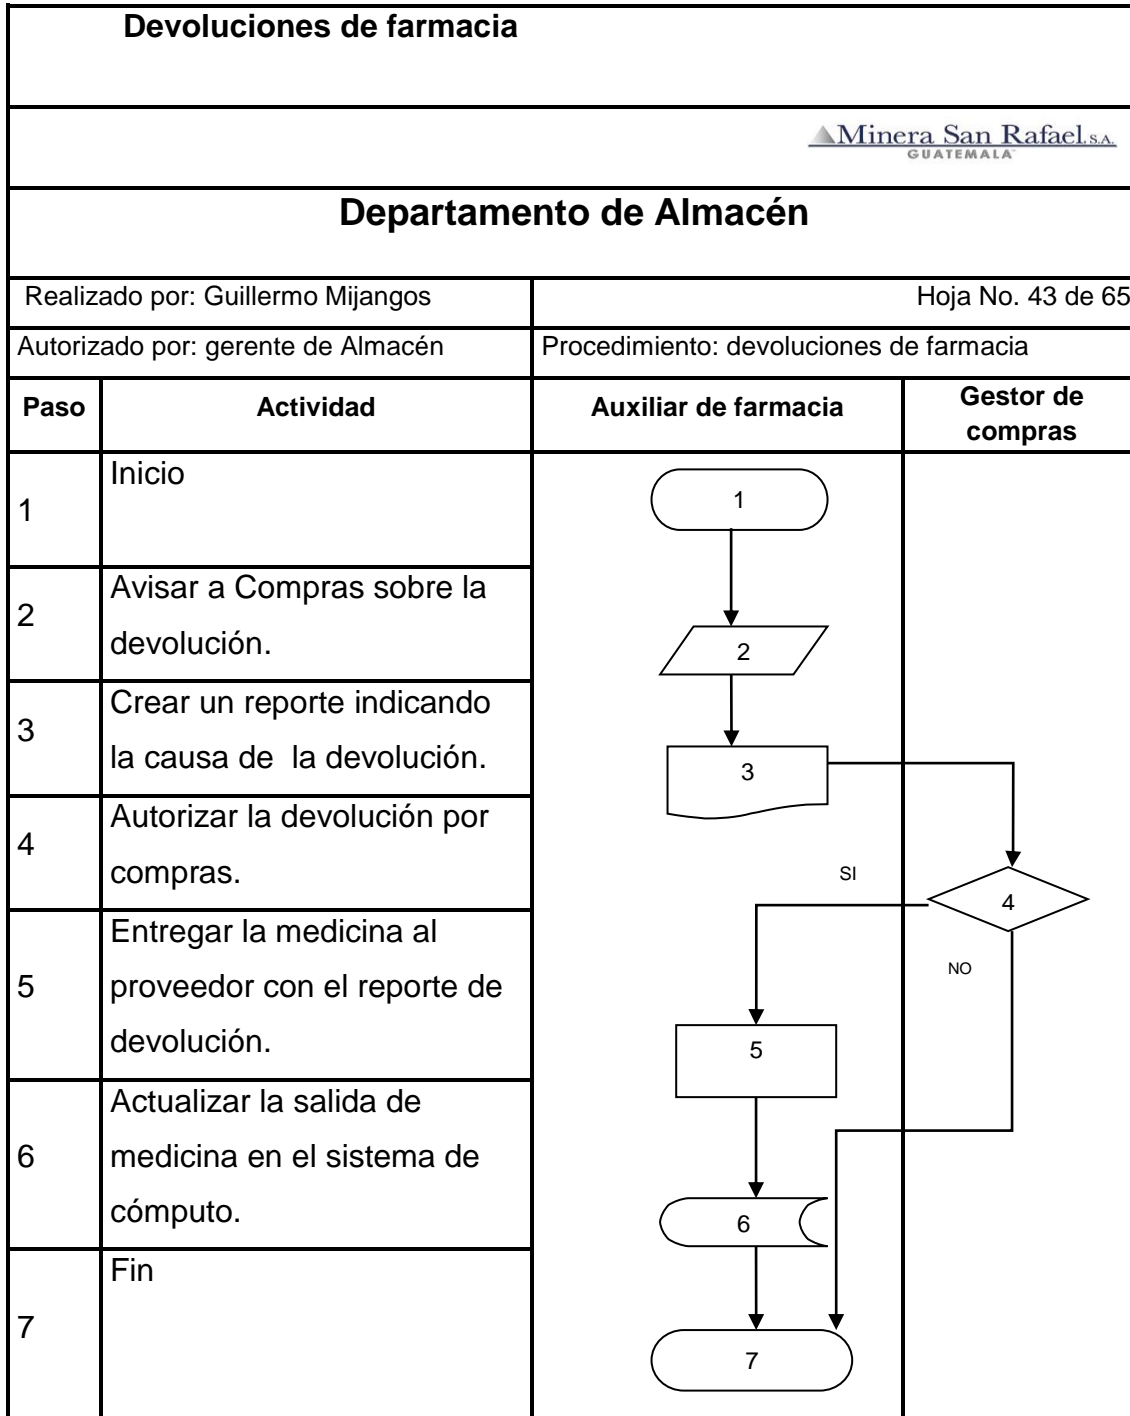 Devoluciones de farmacia
Minera San Rafael S.A.
GUATEMALA
Departamento de Almacén
Realizado por: Guillermo Mijangos
Hoja No. 43 de 65
Autorizado por: gerente de Almacén
Procedimiento: devoluciones de farmacia
Paso
Actividad
Auxiliar de farmacia
Gestor de
compras
1
Inicio
2
Avisar a Compras sobre la
devolución.
3
Crear un reporte indicando
la causa de  la devolución.
4
Autorizar la devolución por
compras.
5
Entregar la medicina al
proveedor con el reporte de
devolución.
6
Actualizar la salida de
medicina en el sistema de
cómputo.
7
Fin
1
2
3
SI
4
NO
5
6
7